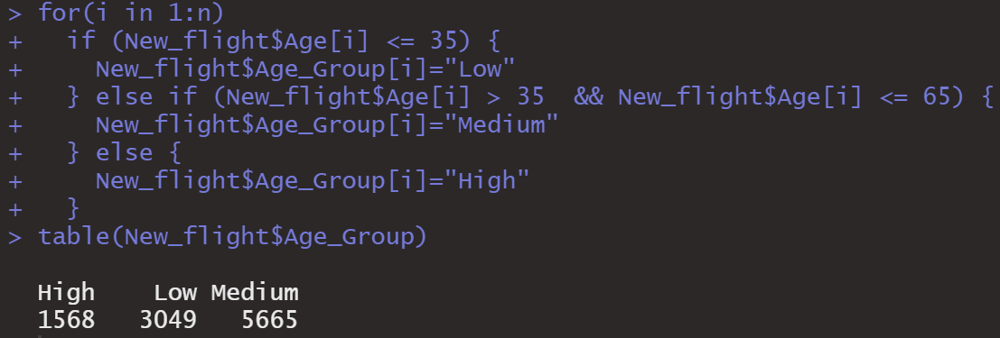 > for(i in 1:n)
+   if (New_flight$Age[i] <= 35) {
+     New_flight$Age_Group[i]="Low"
+   } else if (New_flight$Age[i] > 35  && New_flight$Age[i] <= 65) {
+     New_flight$Age_Group[i]="Medium"
+   } else {
+     New_flight$Age_Group[i]="High"
+   }
> table(New_flight$Age_Group)

  High    Low Medium
  1568   3049   5665